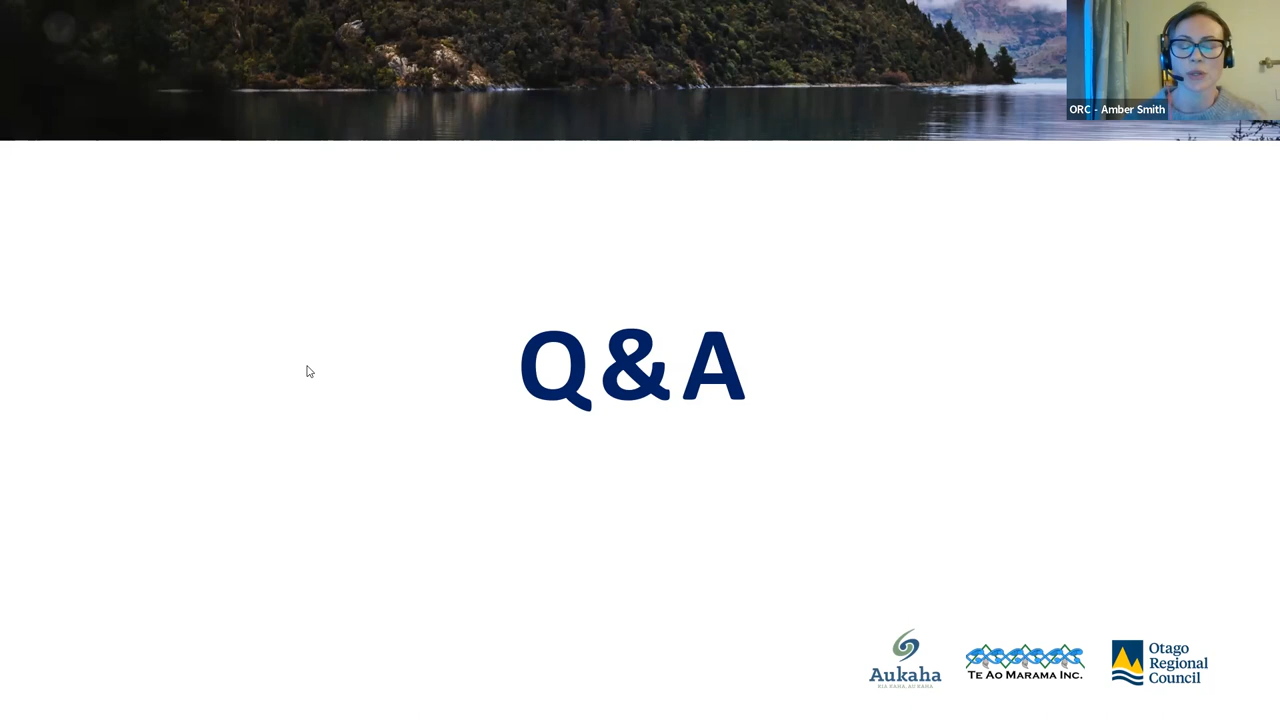 ORC - Amber Smith
Q&A
Aukaha
KIA KAHA, AU KAHA
TE AO MARAMA INC.
Otago
Regional
Council